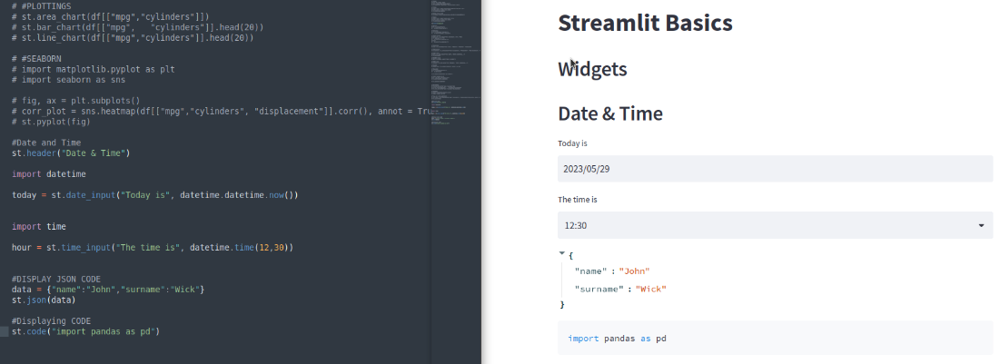 # #PLOTTINGS
# st.area_chart(df[["mpg","cylinders"]])
# st.bar_chart(df[["mpg",   "cylinders"]].head(20))
# st.line_chart(df[["mpg","cylinders"]].head(20))
# #SEABORN
# import matplotlib.pyplot as plt
# import seaborn as sns
# fig, ax = plt.subplots()
# corr_plot = sns.heatmap(df[["mpg","cylinders", "displacement"]].corr(), annot = Tru
# st.pyplot(fig)
#Date and Time
st.header("Date & Time")
import datetime
today = st.date_input("Today is", datetime.datetime.now())
import time
hour = st.time_input("The time is", datetime.time(12,30))
#DISPLAY JSON CODE
data = {"name":"John","surname":"Wick"}
st.json(data)
#Displaying CODE
st.code("import pandas as pd")
Streamlit Basics
Widgets
Date & Time
Today is
2023/05/29
The time is
12:30
{
"name" : "John"
"surname" : "Wick"
}
import pandas as pd